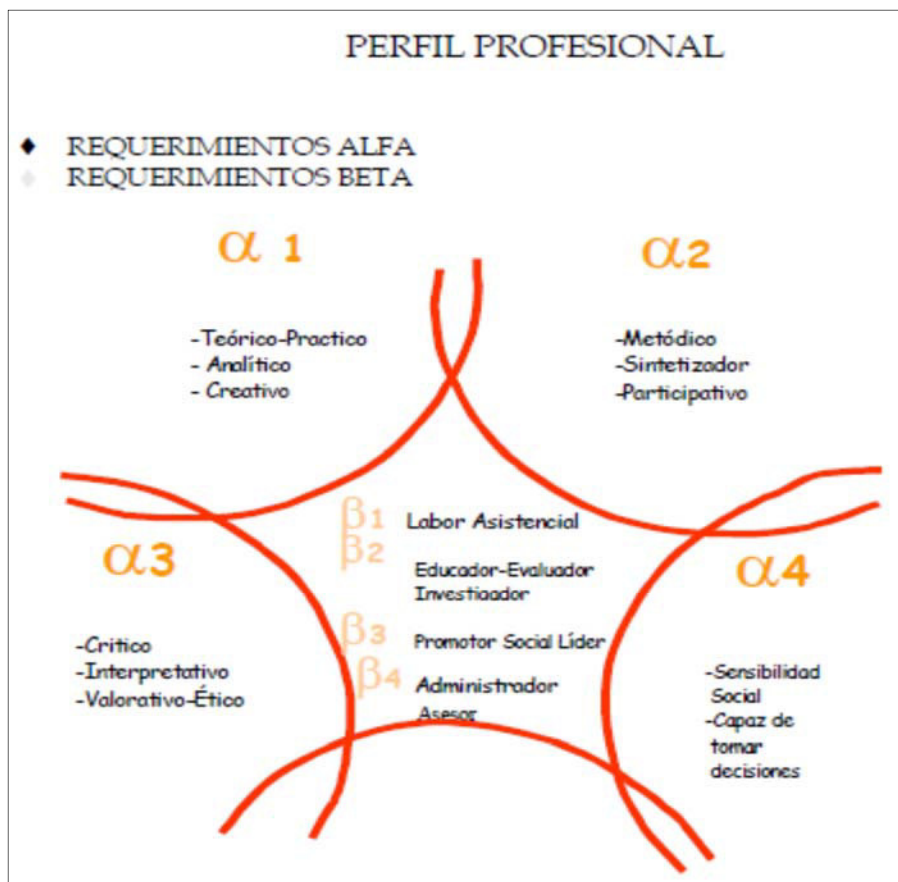 PERFIL PROFESIONAL
♦ REQUERIMIENTOS ALFA
♦ REQUERIMIENTOS BETA
α 1
-Teórico-Practico
- Analítico
- Creativo
α2
-Metódico
-Sintetizador
-Participativo
β1 Labor Asistencial
β2
Educador-Evaluador
Investigador
β3 Promotor Social Líder
β4 Administrador
Asesor
α3
-Critico
-Interpretativo
-Valorativo-Ético
α4
-Sensibilidad
Social
-Capaz de
tomar
decisiones